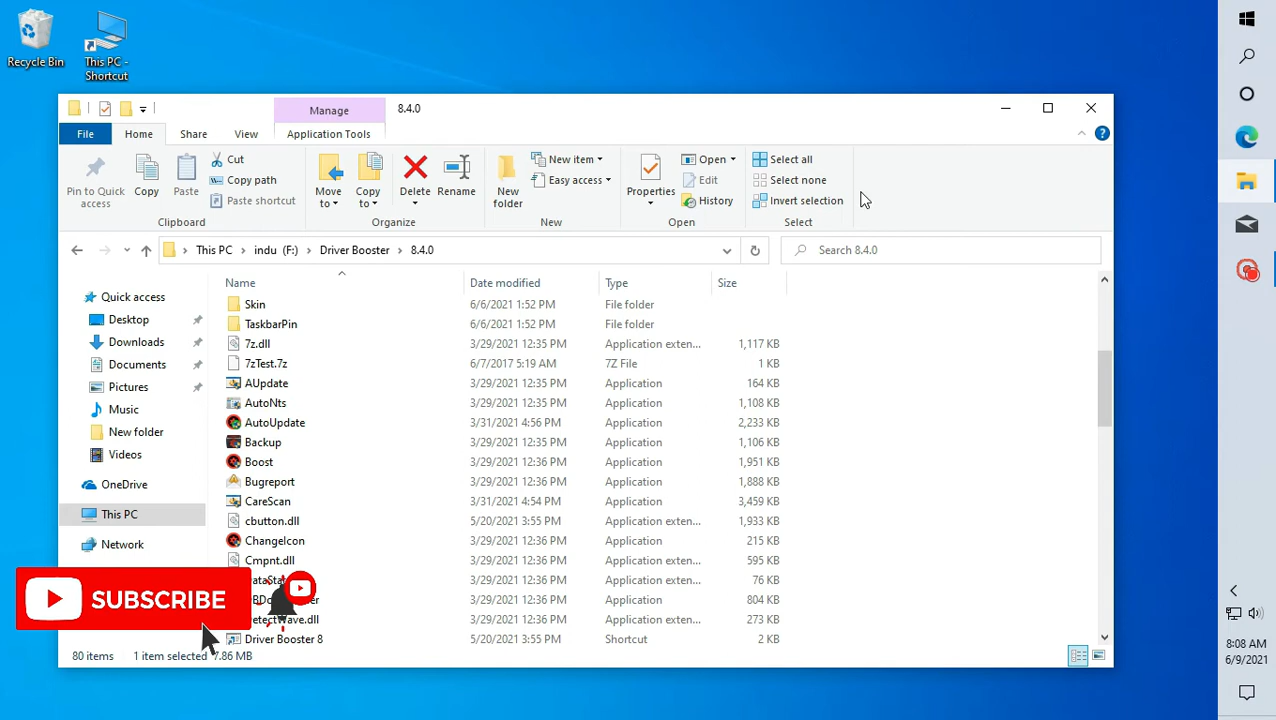 Recycle Bin
This PC - Shortcut
Manage
8.4.0
File Home Share View Application Tools
Pin to Quick access
Copy
Paste
Cut
Copy path
Paste shortcut
Clipboard
Move to
Copy to
Delete
Rename
Organize
New folder
New item
Easy access
New
Properties
Open
Edit
History
Open
Select all
Select none
Invert selection
Select
This PC > indu (F:) > Driver Booster > 8.4.0
Search 8.4.0
Quick access
Desktop
Downloads
Documents
Pictures
Music
New folder
Videos
OneDrive
This PC
Network
Name Date modified Type Size
Skin 6/6/2021 1:52 PM File folder
TaskbarPin 6/6/2021 1:52 PM File folder
7z.dll 3/29/2021 12:35 PM Application exten... 1,117 KB
7zTest.7z 6/7/2017 5:19 AM 7Z File 1 KB
AUpdate 3/29/2021 12:35 PM Application 164 KB
AutoNts 3/29/2021 12:35 PM Application 1,108 KB
AutoUpdate 3/31/2021 4:56 PM Application 2,233 KB
Backup 3/29/2021 12:35 PM Application 1,106 KB
Boost 3/29/2021 12:36 PM Application 1,951 KB
Bugreport 3/29/2021 12:36 PM Application 1,888 KB
CareScan 3/31/2021 4:54 PM Application 3,459 KB
cbutton.dll 5/20/2021 3:55 PM Application exten... 1,933 KB
ChangeIcon 3/29/2021 12:36 PM Application 215 KB
Cmpnt.dll 3/29/2021 12:36 PM Application exten... 595 KB
3/29/2021 12:36 PM Application 76 KB
3/29/2021 12:36 PM Application 804 KB
3/29/2021 12:36 PM Application exten... 273 KB
Driver Booster 8 5/20/2021 3:55 PM Shortcut 2 KB
80 items 1 item selected 7.86 MB
SUBSCRIBE
8:08 AM
6/9/2021